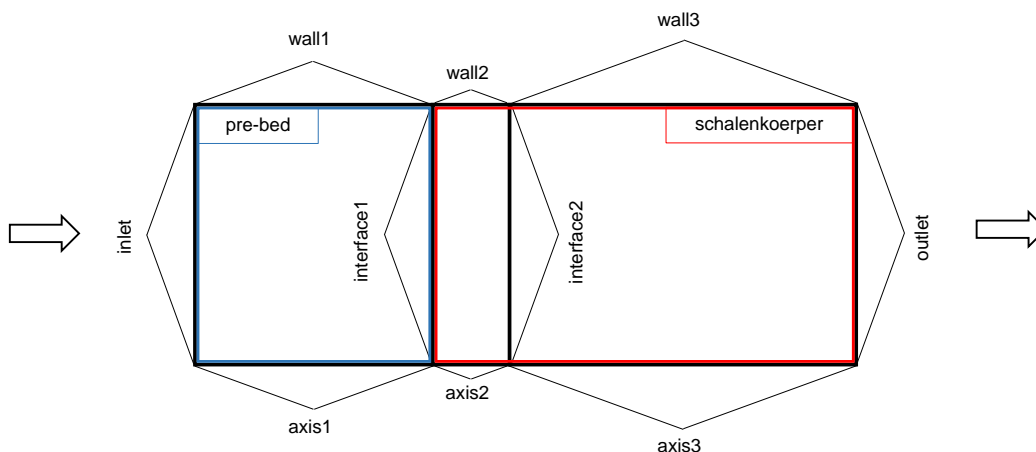 wall3
wall1
wall2
pre-bed
schalenkoerper
inlet
interface1
interface2
outlet
axis2
axis1
axis3